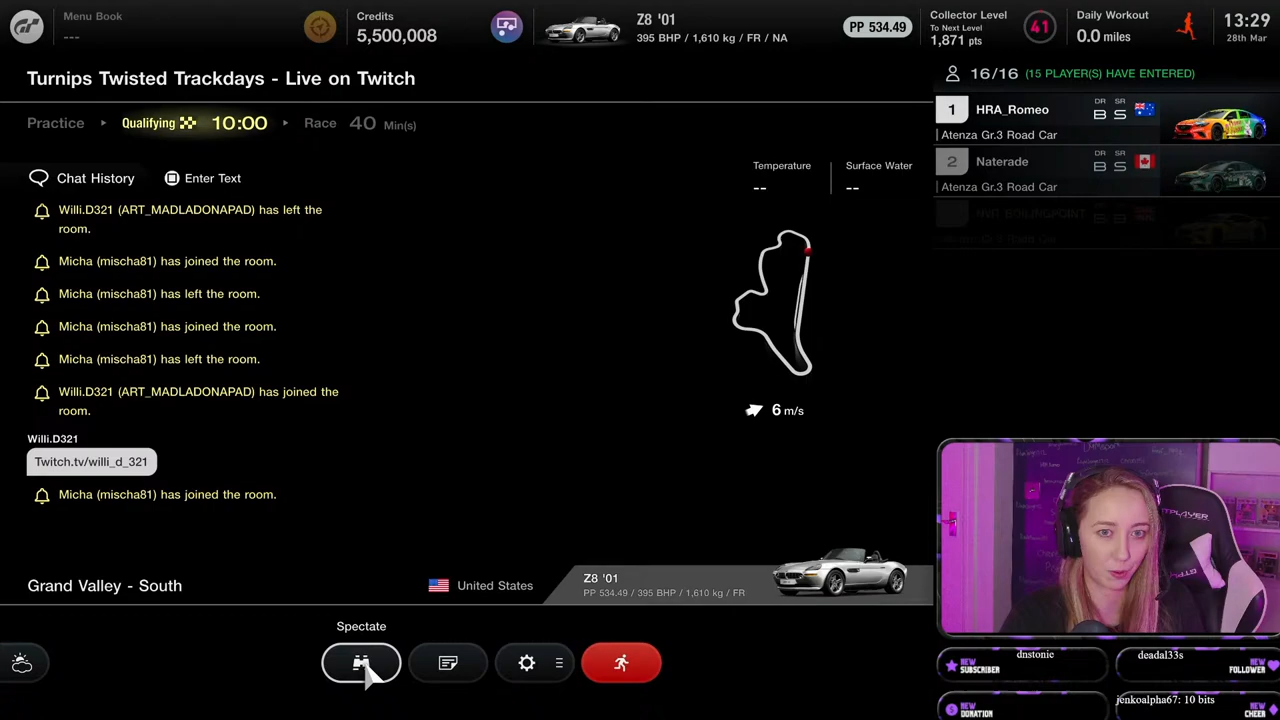 Menu Book
---
Credits
5,500,008
Z8 '01
395 BHP / 1,610 kg / FR / NA
PP 534.49
Collector Level
To Next Level
1,871 pts
41
Daily Workout
0.0 miles
13:29
28th Mar
Turnips Twisted Trackdays - Live on Twitch
Practice
Qualifying
10:00
Race
40 Min(s)
16/16 (15 PLAYER(S) HAVE ENTERED)
1
HRA_Romeo
DR
B
SR
S
Atenza Gr.3 Road Car
2
Naterade
DR
B
SR
S
Atenza Gr.3 Road Car
Chat History
Enter Text
Temperature
--
Surface Water
--
Willi.D321 (ART_MADLADONAPAD) has left the
room.
Micha (mischa81) has joined the room.
Micha (mischa81) has left the room.
Micha (mischa81) has joined the room.
Micha (mischa81) has left the room.
Willi.D321 (ART_MADLADONAPAD) has joined the
room.
Willi.D321
Twitch.tv/willi_d_321
Micha (mischa81) has joined the room.
6 m/s
Grand Valley - South
United States
Z8 '01
PP 534.49 / 395 BHP / 1,610 kg / FR
Spectate
NEW
SUBSCRIBER
dnstonic
deadal33s
NEW
FOLLOWER
NEW
DONATION
jenkoalpha67: 10 bits
NEW
CHEER